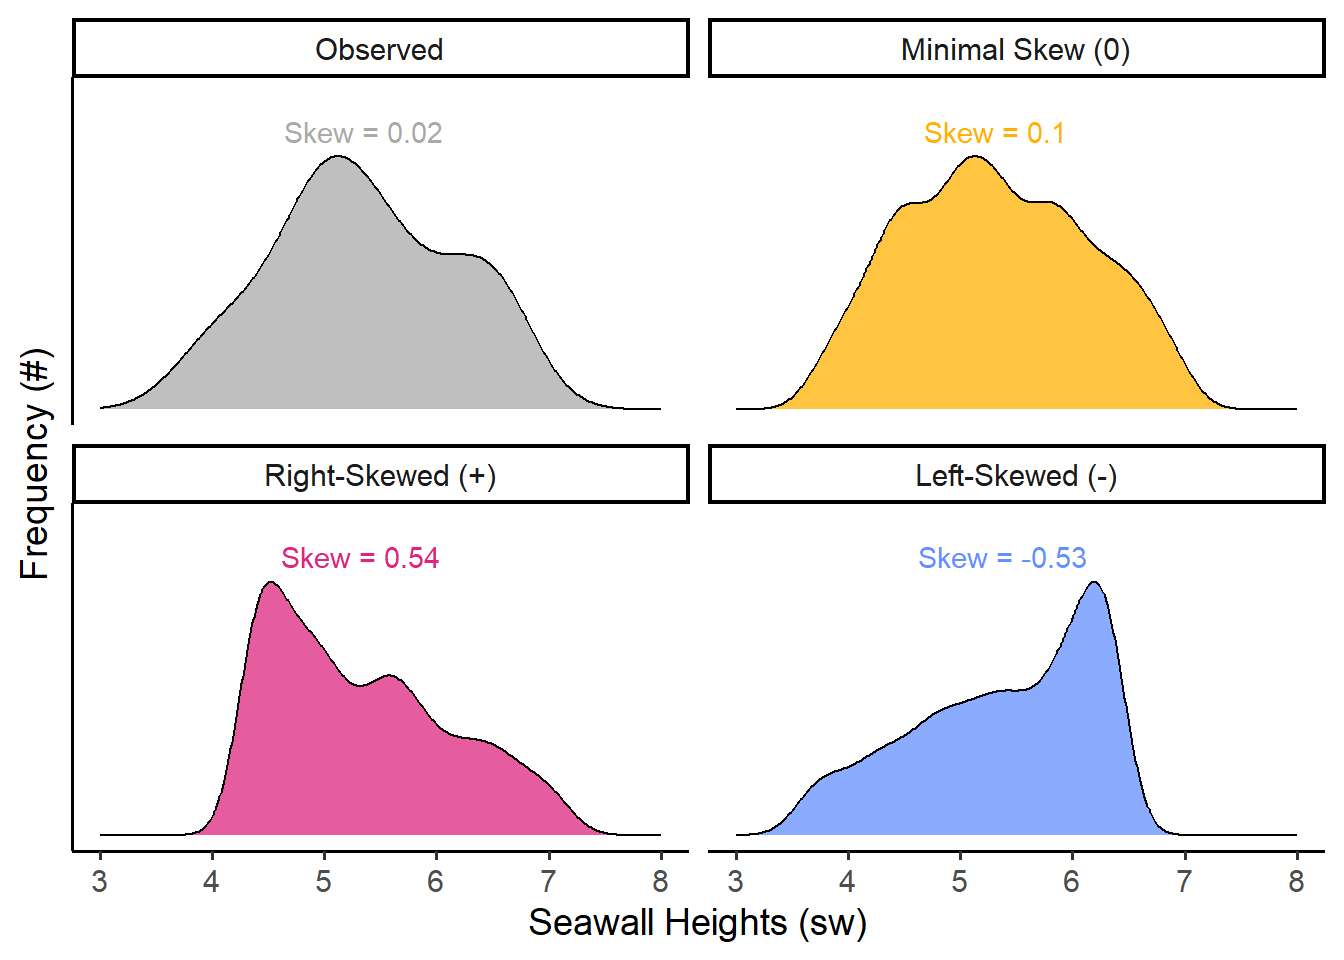 Observed
Minimal Skew (0)
Skew = 0.02
Skew = 0.1
Right-Skewed (+)
Left-Skewed (-)
Skew = 0.54
Skew = -0.53
Frequency (#)
3 4 5 6 7 8
3 4 5 6 7 8
Seawall Heights (sw)